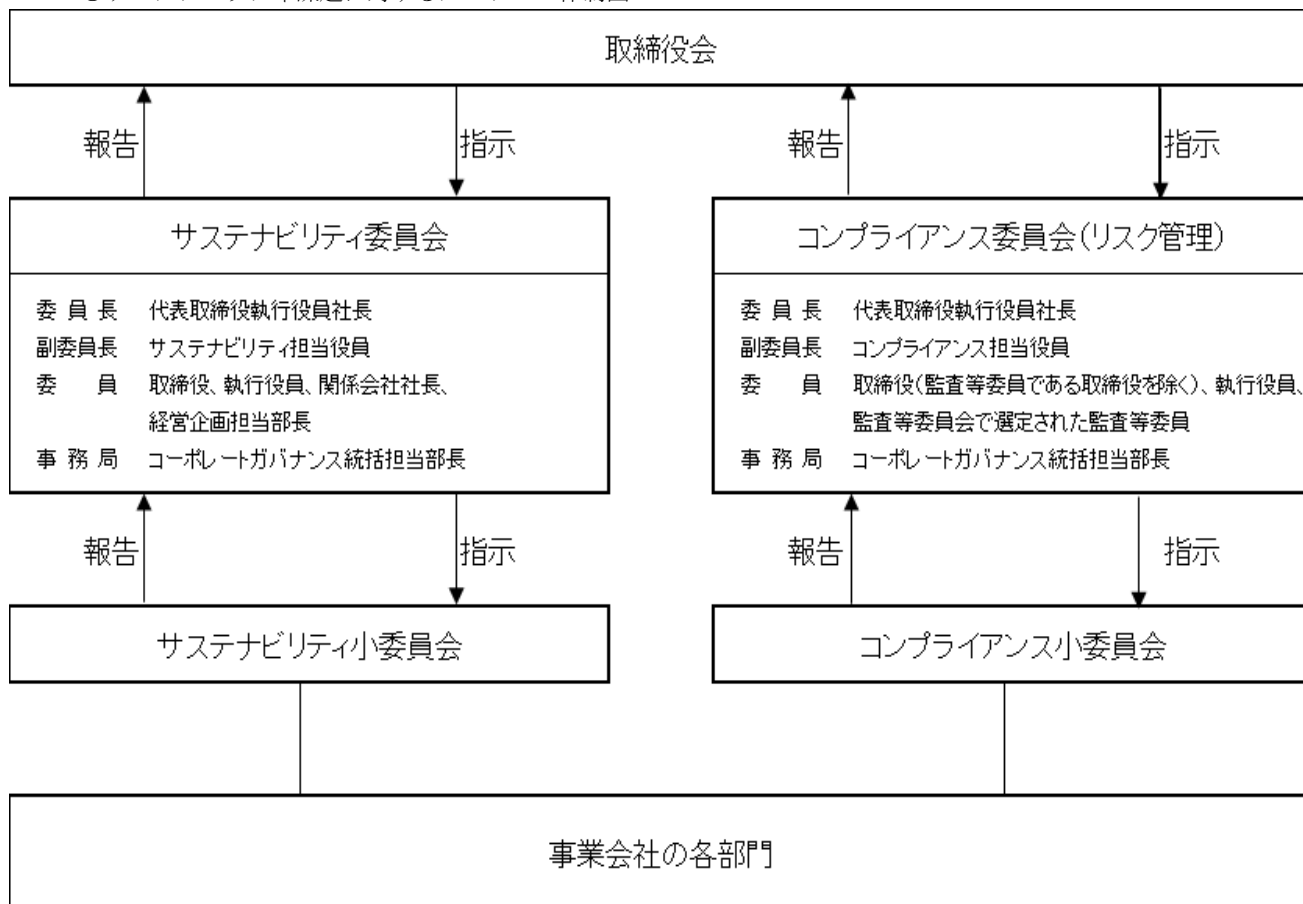 取締役会
報告 指示 報告 指示
サステナビリティ委員会
委員長 代表取締役執行役員社長
副委員長 サステナビリティ担当役員
委員 取締役、執行役員、関係会社社長、
経営企画担当部長
事務局 コーポレートガバナンス統括担当部長
コンプライアンス委員会(リスク管理)
委員長 代表取締役執行役員社長
副委員長 コンプライアンス担当役員
委員 取締役(監査等委員である取締役を除く)、執行役員、
監査等委員会で選定された監査等委員
事務局 コーポレートガバナンス統括担当部長
報告 指示 報告 指示
サステナビリティ小委員会
コンプライアンス小委員会
事業会社の各部門